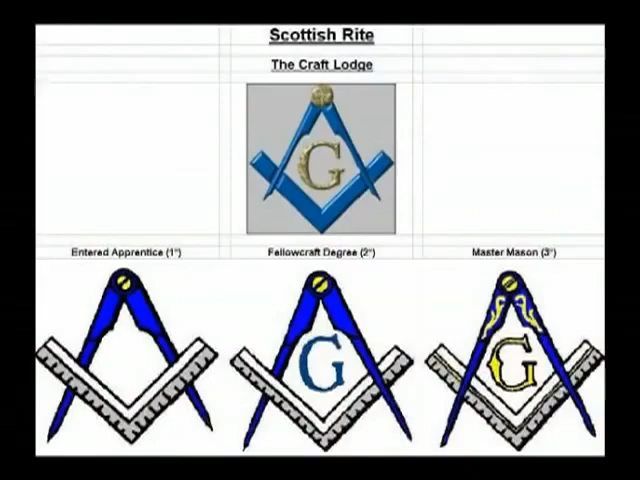 Scottish Rite
The Craft Lodge
G
Entered Apprentice (1°)
Fellowcraft Degree (2°)
Master Mason (3°)
G
G